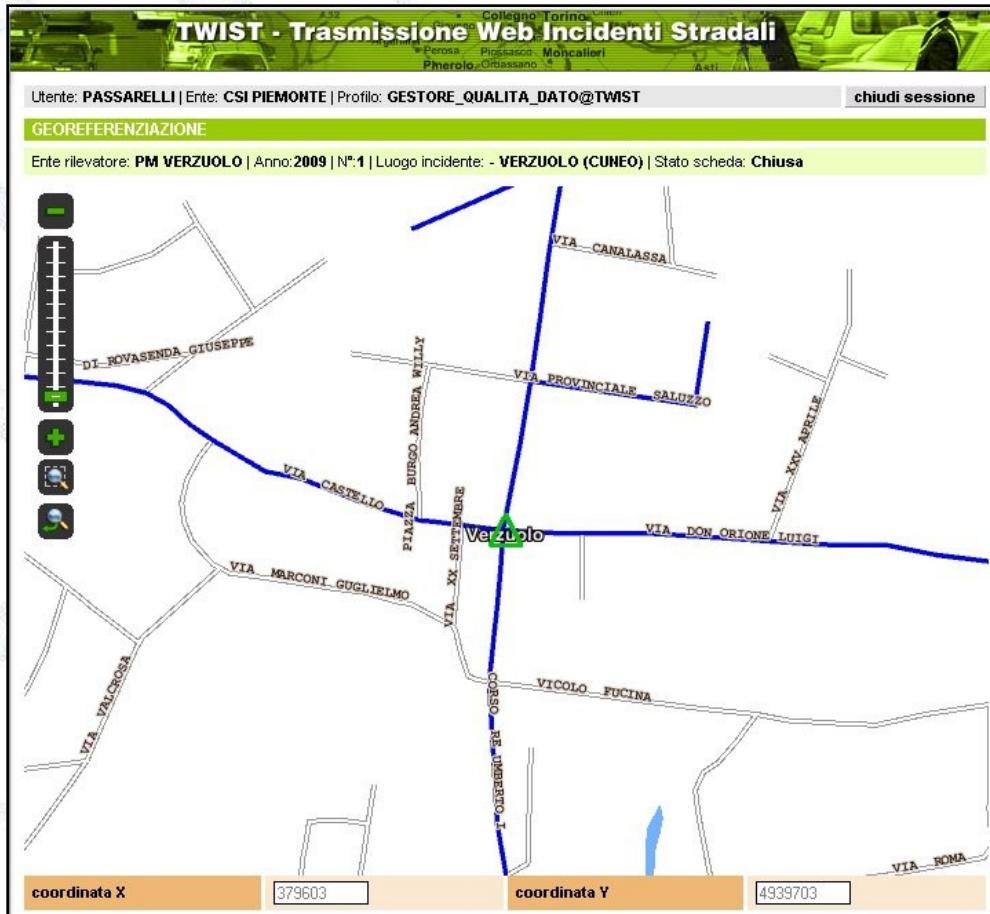 Collegno Torino
TWIST - Trasmissione Web Incidenti Stradali
Perosa Piossasco Moncalieri
Pinerolo Orbassano
Asti
Utente: PASSARELLI | Ente: CSI PIEMONTE | Profilo: GESTORE_QUALITA_DATO@TWIST
chiudi sessione
GEOREFERENZIAZIONE
Ente rilevatore: PM VERZUOLO | Anno:2009 | N°:1 | Luogo incidente: - VERZUOLO (CUNEO) | Stato scheda: Chiusa
VIA CANALASSA
DI ROVASENDA GIUSEPPE
PIAZZA BURGO ANDREA WILLY
VIA PROVINCIALE SALUZZO
VIA XXV APRILE
VIA CASTELLO
VIA XX SETTEMBRE
Verzuolo
VIA DON ORIONE LUIGI
VIA MARCONI GUGLIELMO
VIA VALCROSA
CORSO RE UMBERTO I
VICOLO FUCINA
VIA ROMA
coordinata X
379603
coordinata Y
4939703